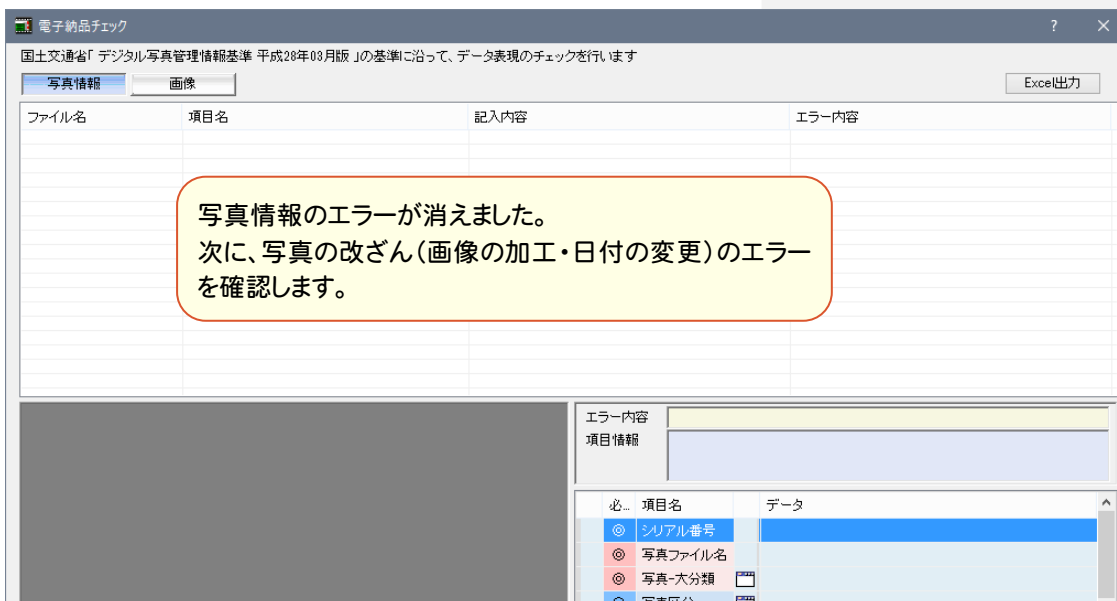 電子納品チェック
国土交通省「デジタル写真管理情報基準 平成28年03月版」の基準に沿って、データ表現のチェックを行います
写真情報 画像 Excel出力
ファイル名 項目名 記入内容 エラー内容
写真情報のエラーが消えました。
次に、写真の改ざん（画像の加工・日付の変更）のエラー
を確認します。
エラー内容
項目情報
必... 項目名 データ
◎ シリアル番号
◎ 写真ファイル名
◎ 写真-大分類
写真区分